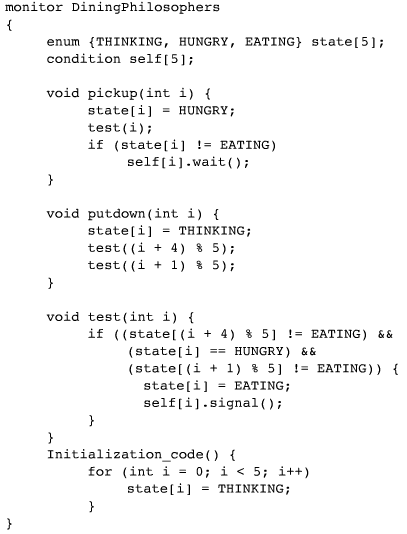 monitor DiningPhilosophers
{
enum {THINKING, HUNGRY, EATING} state[5];
condition self[5];
void pickup(int i) {
state[i] = HUNGRY;
test(i);
if (state[i] != EATING)
self[i].wait();
}
void putdown(int i) {
state[i] = THINKING;
test((i + 4) % 5);
test((i + 1) % 5);
}
void test(int i) {
if ((state[(i + 4) % 5] != EATING) &&
(state[i] == HUNGRY) &&
(state[(i + 1) % 5] != EATING)) {
state[i] = EATING;
self[i].signal();
}
}
Initialization_code() {
for (int i = 0; i < 5; i++)
state[i] = THINKING;
}
}